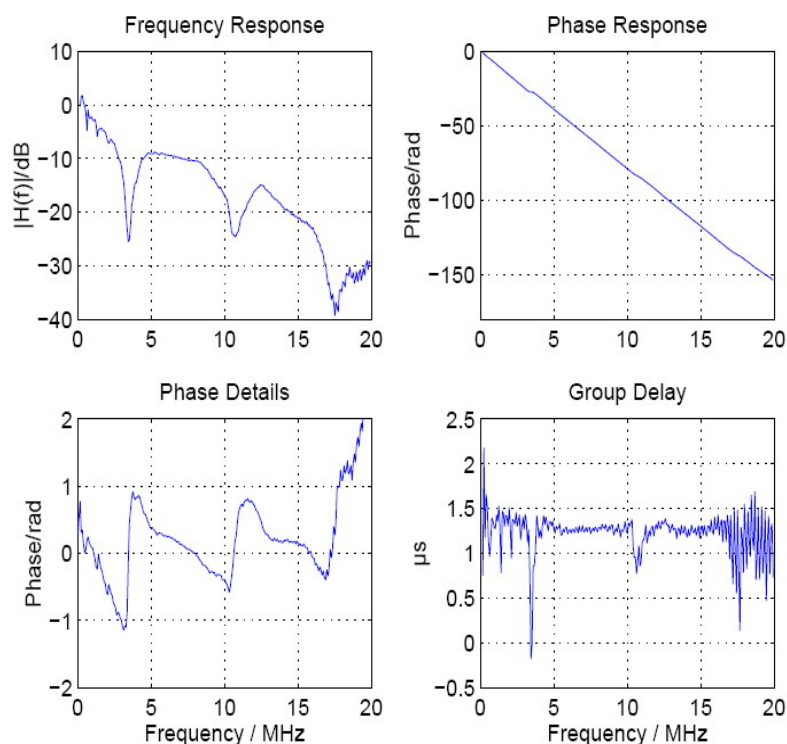 Frequency Response
|H(f)|/dB
10
0
−10
−20
−30
−40
0 5 10 15 20
Phase Response
Phase/rad
0
−50
−100
−150
0 5 10 15 20
Phase Details
Phase/rad
2
1
0
−1
−2
0 5 10 15 20
Frequency / MHz
Group Delay
µs
2.5
2
1.5
1
0.5
0
−0.5
0 5 10 15 20
Frequency / MHz